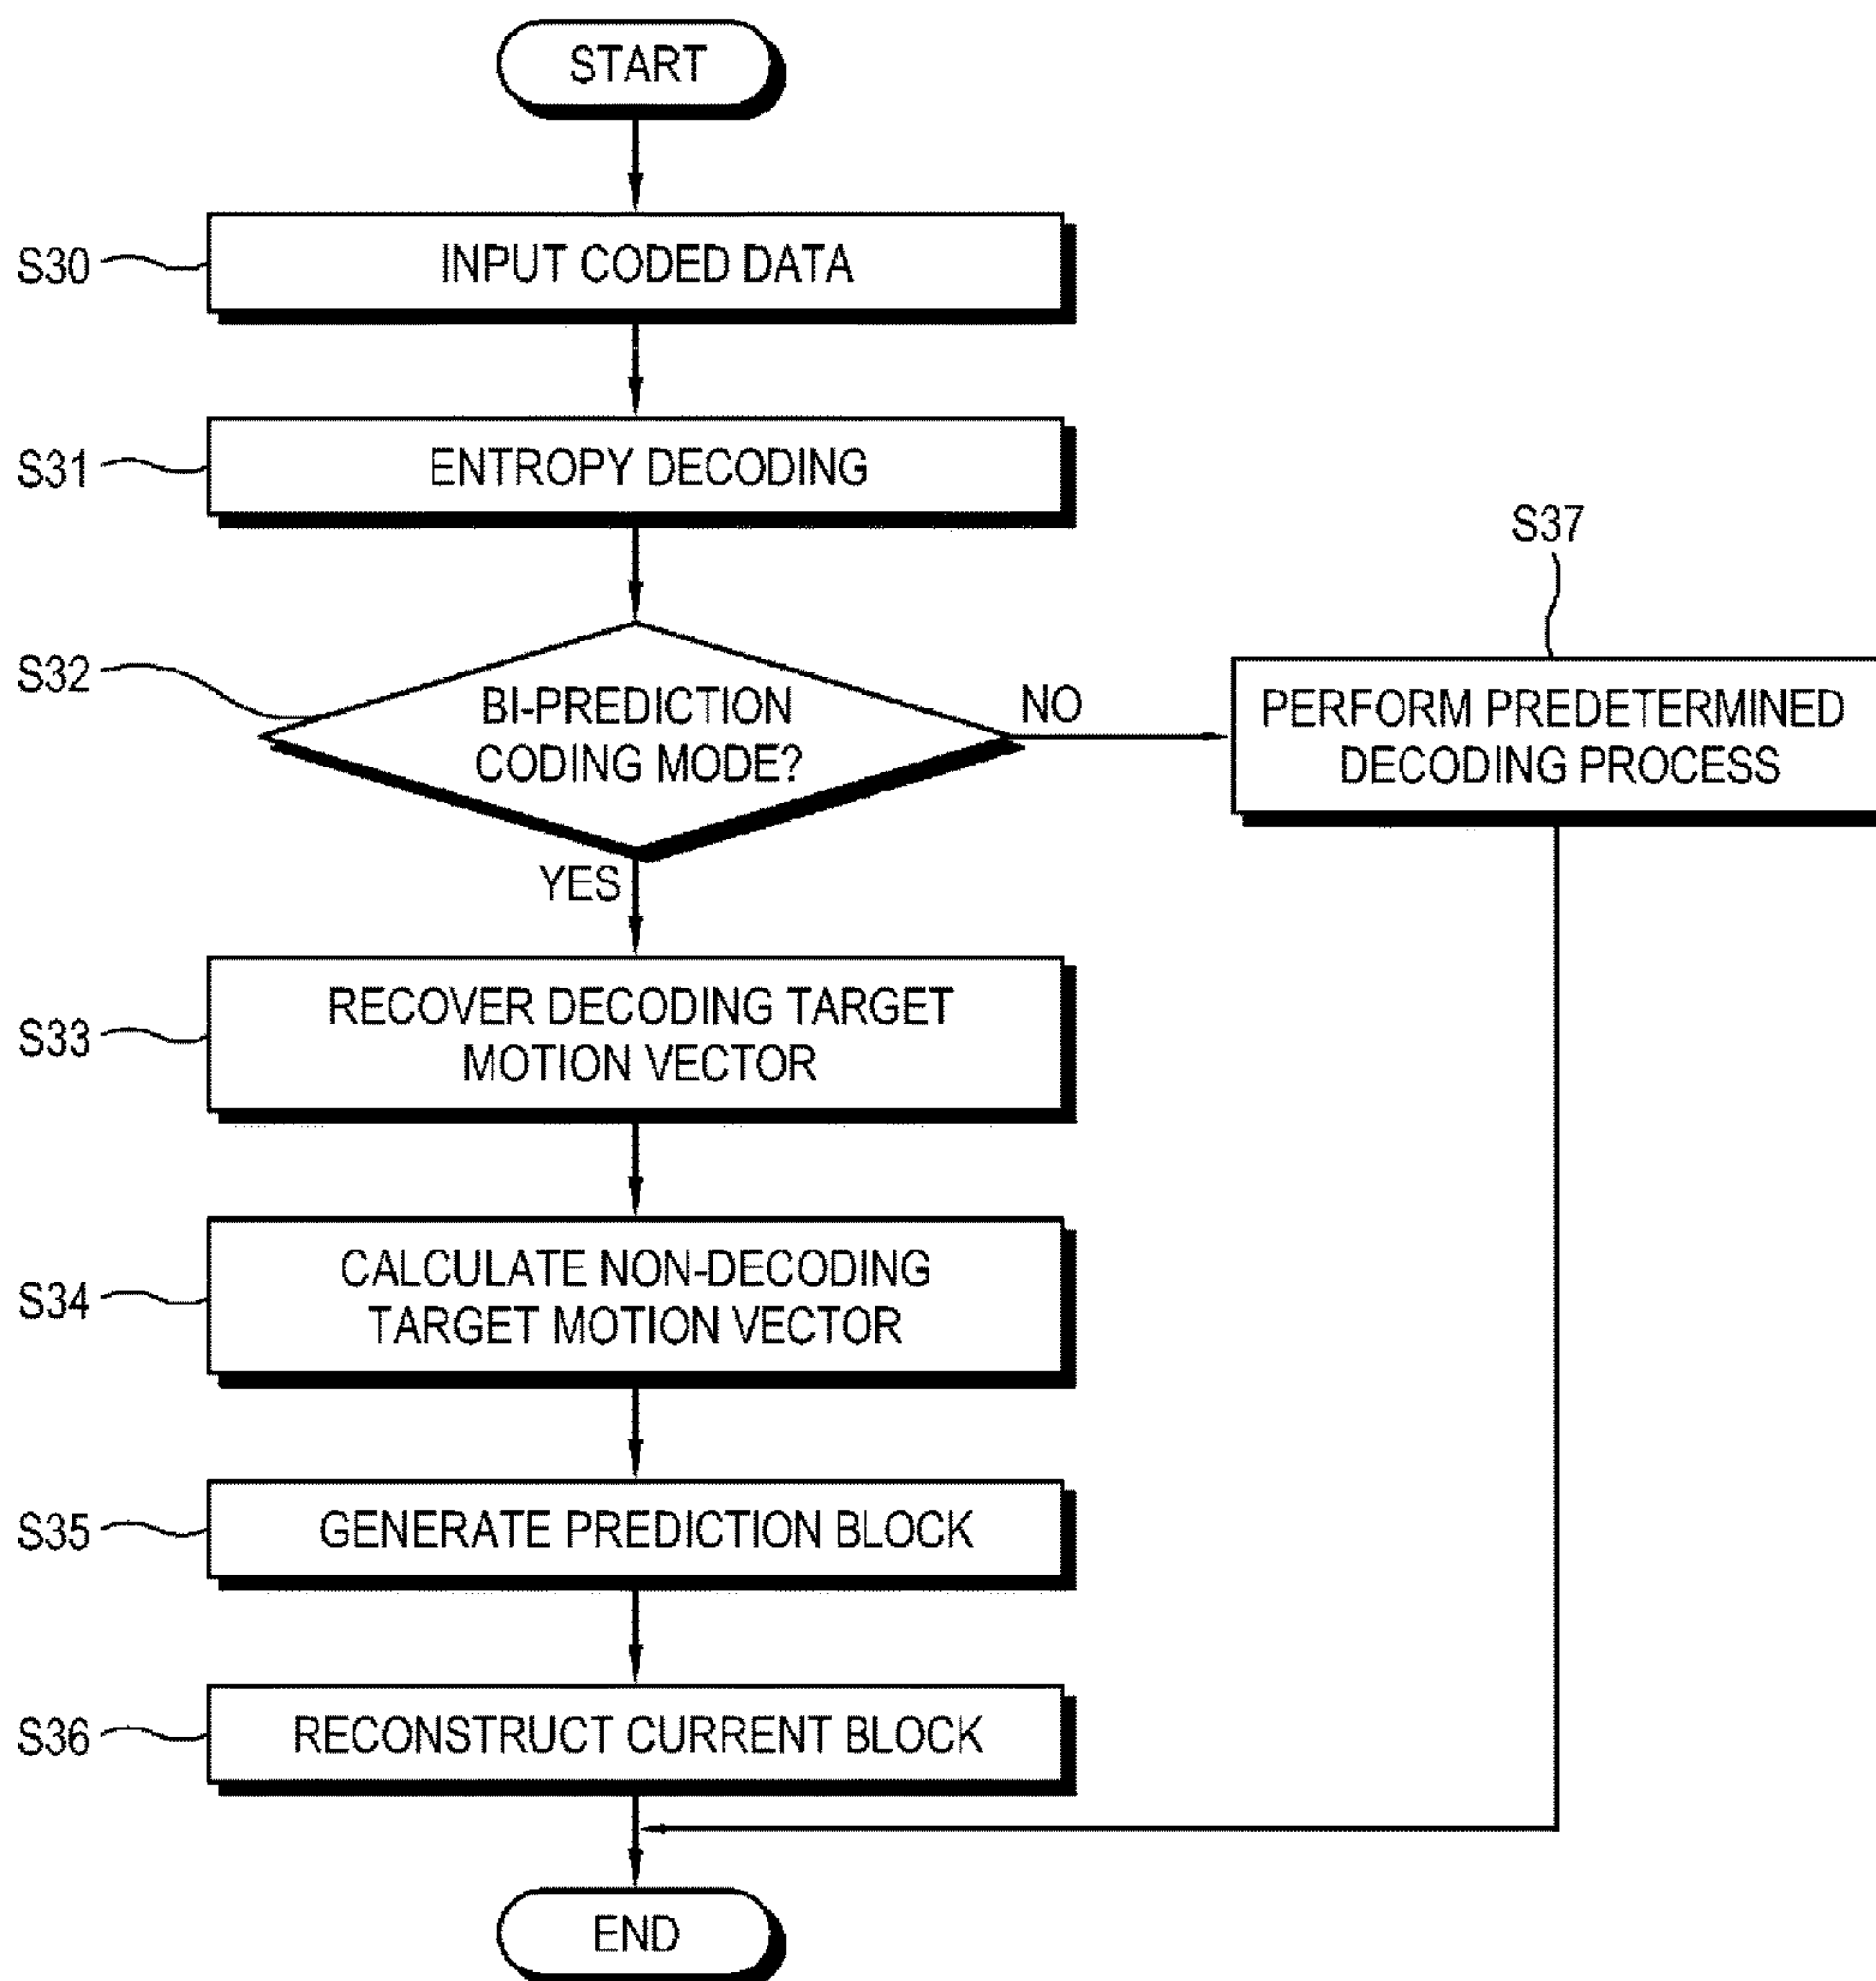 START
S30
INPUT CODED DATA
S31
ENTROPY DECODING
S37
S32
BI-PREDICTION
CODING MODE?
NO
PERFORM PREDETERMINED
DECODING PROCESS
YES
S33
RECOVER DECODING TARGET
MOTION VECTOR
S34
CALCULATE NON-DECODING
TARGET MOTION VECTOR
S35
GENERATE PREDICTION BLOCK
S36
RECONSTRUCT CURRENT BLOCK
END